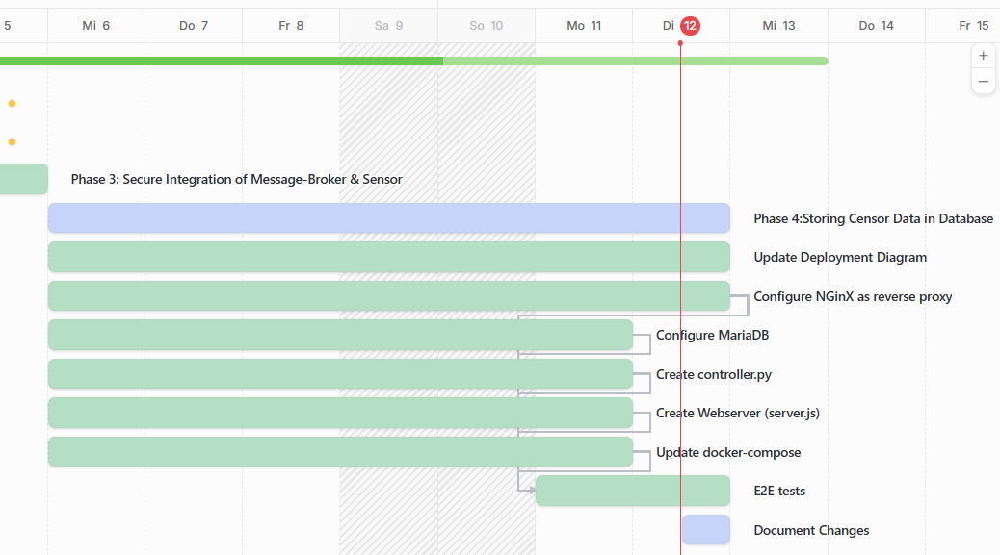 5 Mi 6 Do 7 Fr 8 Sa 9 So 10 Mo 11 Di 12 Mi 13 Do 14 Fr 15
+
−
Phase 3: Secure Integration of Message-Broker & Sensor
Phase 4:Storing Censor Data in Database
Update Deployment Diagram
Configure NGinX as reverse proxy
Configure MariaDB
Create controller.py
Create Webserver (server.js)
Update docker-compose
E2E tests
Document Changes